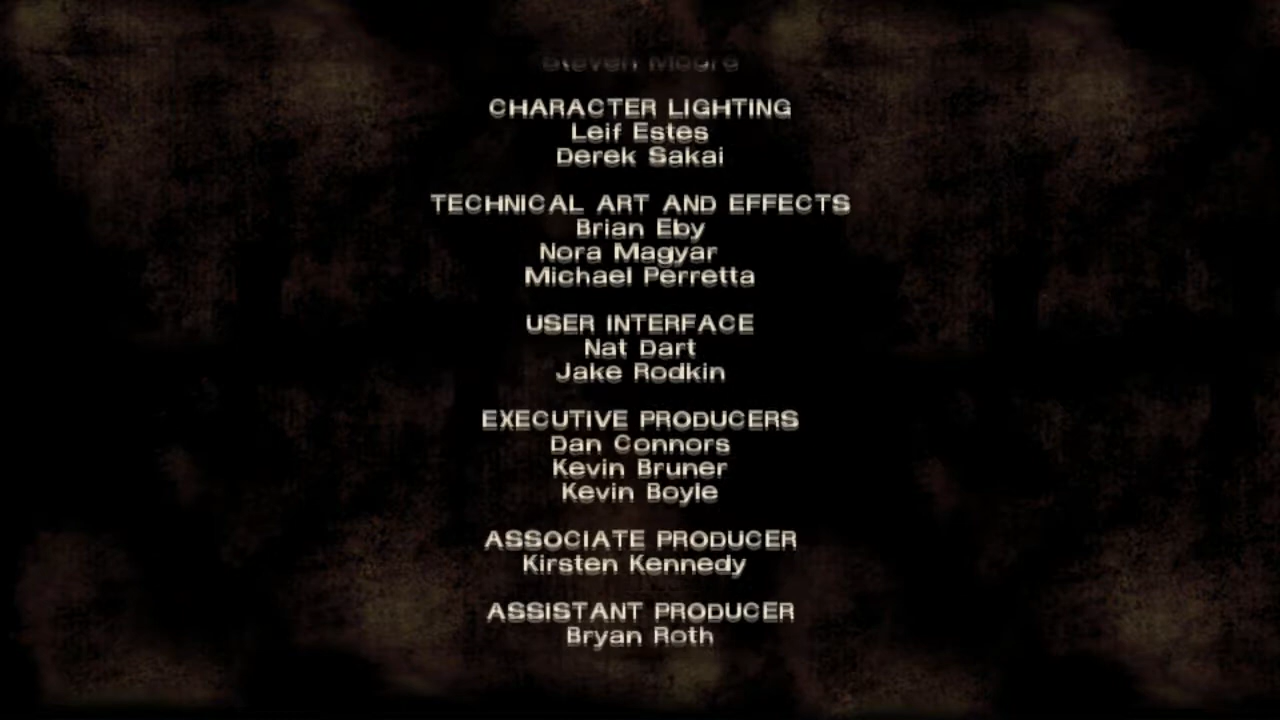 Steven Moore
CHARACTER LIGHTING
Leif Estes
Derek Sakai
TECHNICAL ART AND EFFECTS
Brian Eby
Nora Magyar
Michael Perretta
USER INTERFACE
Nat Dart
Jake Rodkin
EXECUTIVE PRODUCERS
Dan Connors
Kevin Bruner
Kevin Boyle
ASSOCIATE PRODUCER
Kirsten Kennedy
ASSISTANT PRODUCER
Bryan Roth